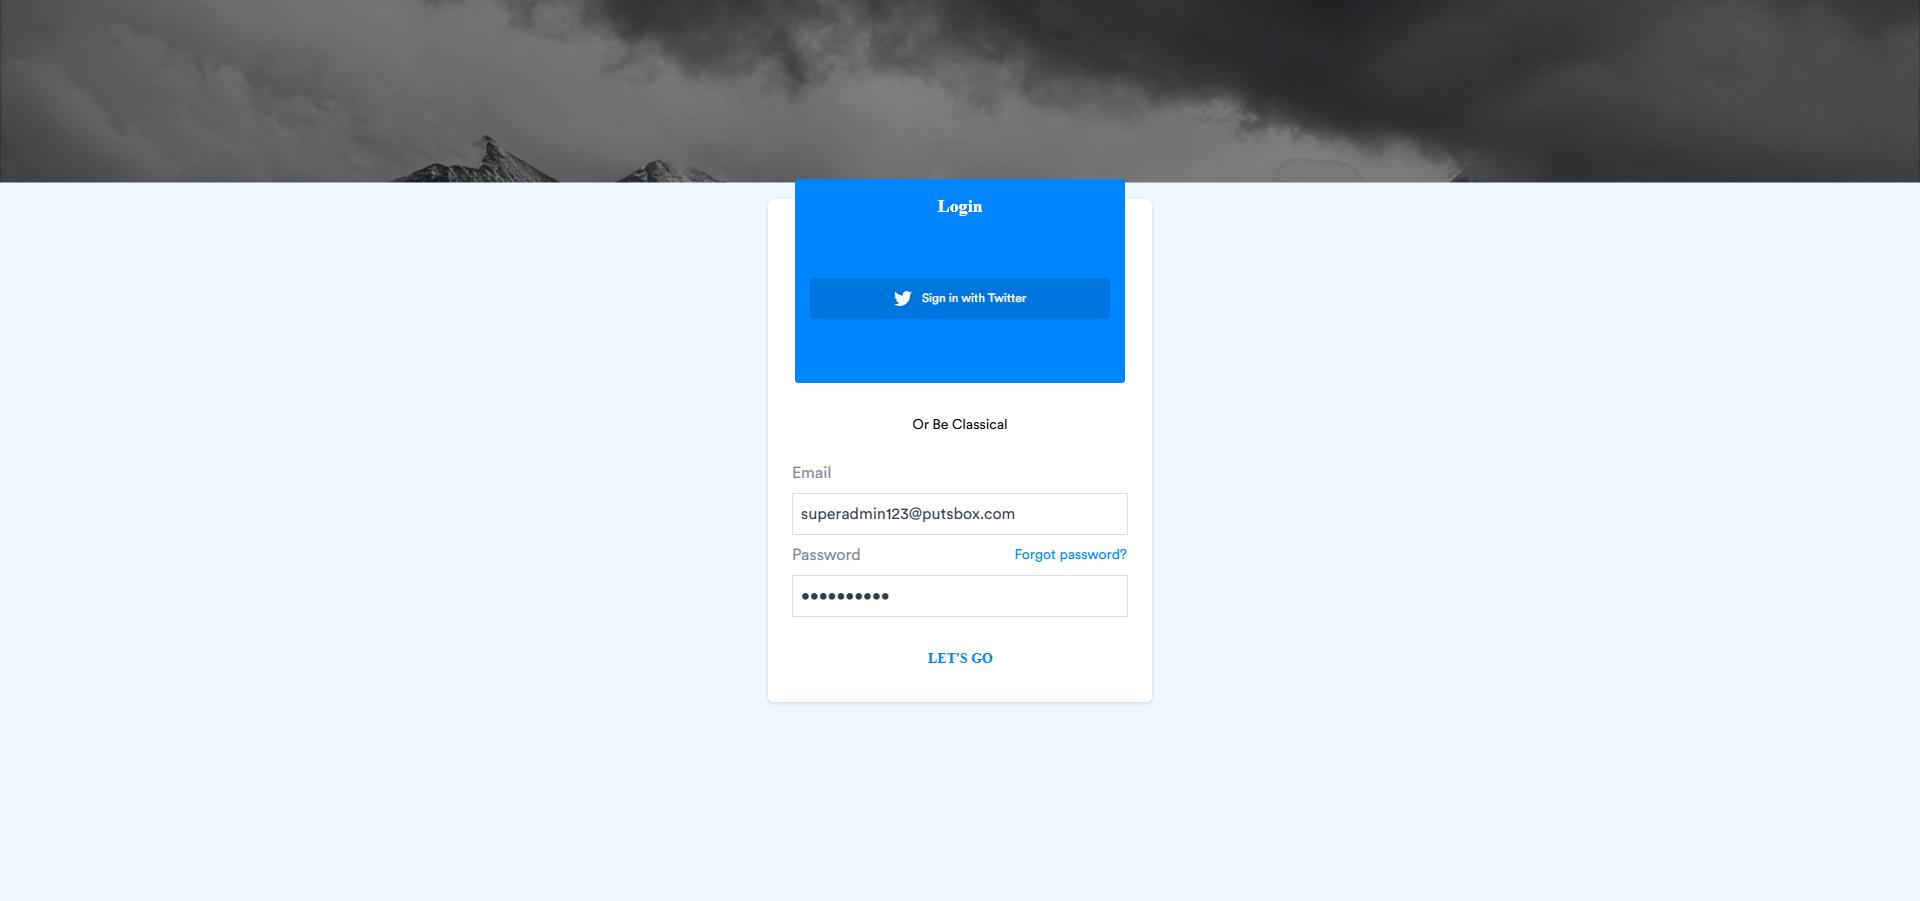 Login
Sign in with Twitter
Or Be Classical
Email
superadmin123@putsbox.com
Password Forgot password?
••••••••••
LET'S GO